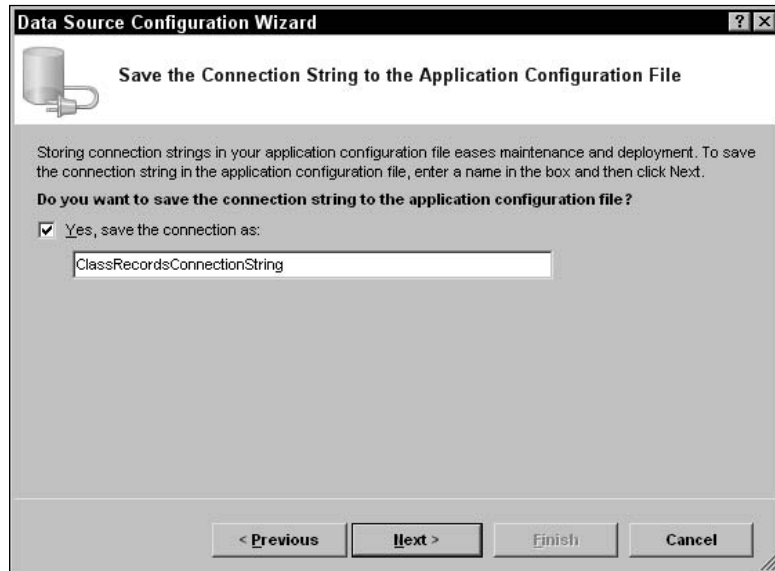 Data Source Configuration Wizard
? X
Save the Connection String to the Application Configuration File
Storing connection strings in your application configuration file eases maintenance and deployment. To save
the connection string in the application configuration file, enter a name in the box and then click Next.
Do you want to save the connection string to the application configuration file?
Yes, save the connection as:
ClassRecordsConnectionString
< Previous Next > Finish Cancel